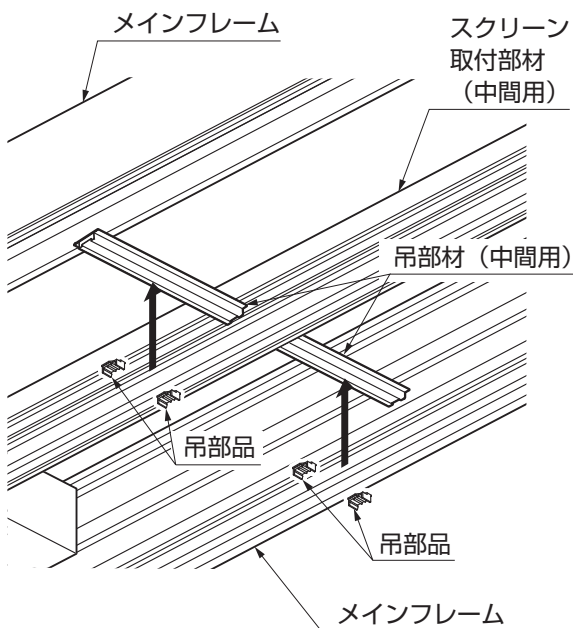 メインフレーム
スクリーン
取付部材
（中間用）
吊部材（中間用）
吊部品
吊部品
メインフレーム